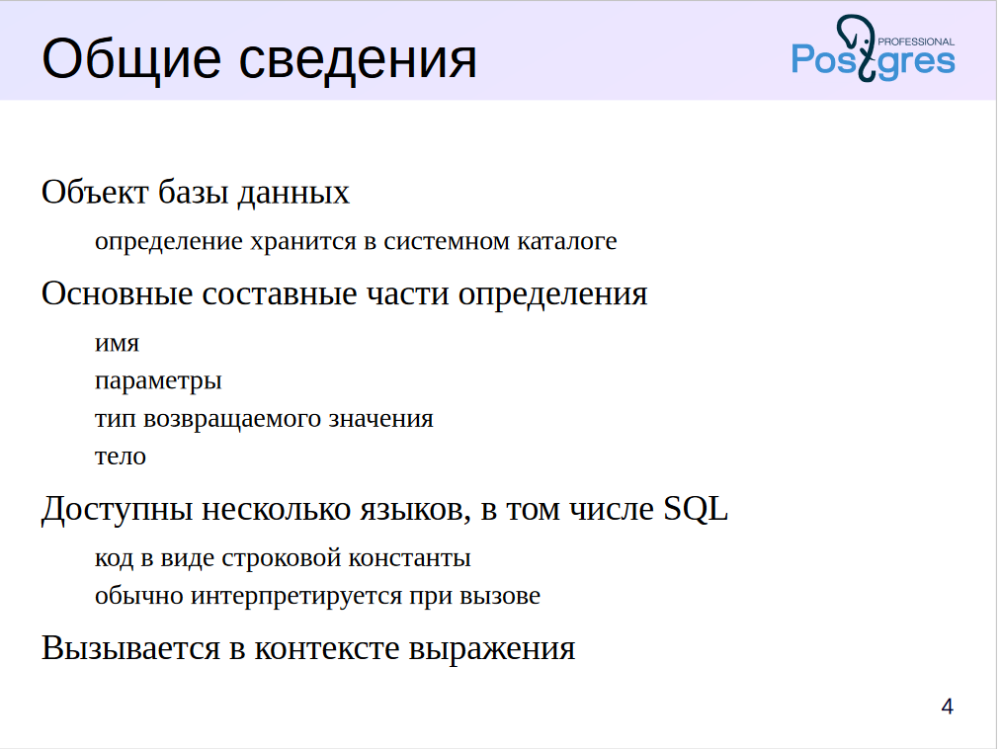 Общие сведения
PROFESSIONAL
Postgres
Объект базы данных
определение хранится в системном каталоге
Основные составные части определения
имя
параметры
тип возвращаемого значения
тело
Доступны несколько языков, в том числе SQL
код в виде строковой константы
обычно интерпретируется при вызове
Вызывается в контексте выражения
4